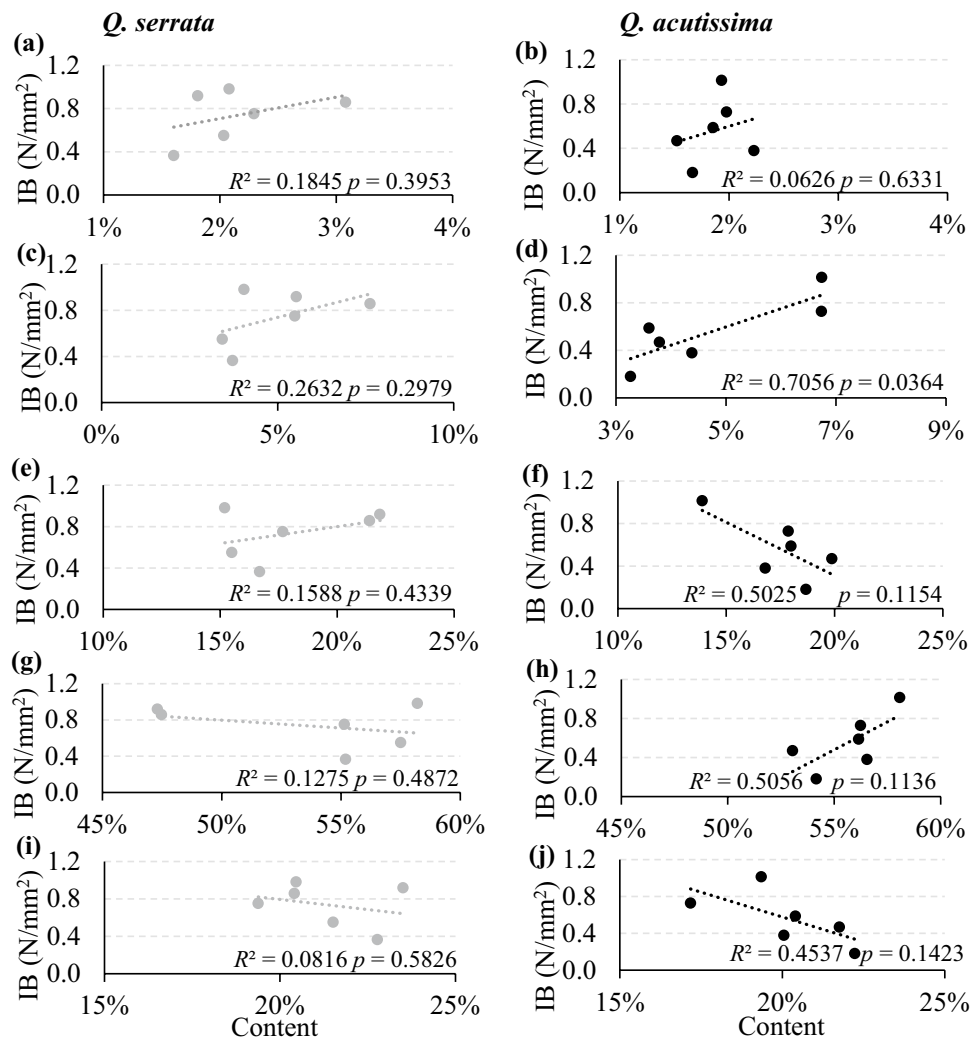 Q. serrata
Q. acutissima
(a)
IB (N/mm²)
1.2
0.8
0.4
0.0
R² = 0.1845 p = 0.3953
1% 2% 3% 4%
(b)
IB (N/mm²)
1.2
0.8
0.4
0.0
R² = 0.0626 p = 0.6331
1% 2% 3% 4%
(c)
IB (N/mm²)
1.2
0.8
0.4
0.0
R² = 0.2632 p = 0.2979
0% 5% 10%
(d)
IB (N/mm²)
1.2
0.8
0.4
0.0
R² = 0.7056 p = 0.0364
3% 5% 7% 9%
(e)
IB (N/mm²)
1.2
0.8
0.4
0.0
R² = 0.1588 p = 0.4339
10% 15% 20% 25%
(f)
IB (N/mm²)
1.2
0.8
0.4
0.0
R² = 0.5025 p = 0.1154
10% 15% 20% 25%
(g)
IB (N/mm²)
1.2
0.8
0.4
0.0
R² = 0.1275 p = 0.4872
45% 50% 55% 60%
(h)
IB (N/mm²)
1.2
0.8
0.4
0.0
R² = 0.5056 p = 0.1136
45% 50% 55% 60%
(i)
IB (N/mm²)
1.2
0.8
0.4
0.0
R² = 0.0816 p = 0.5826
15% 20% 25%
Content
(j)
IB (N/mm²)
1.2
0.8
0.4
0.0
R² = 0.4537 p = 0.1423
15% 20% 25%
Content